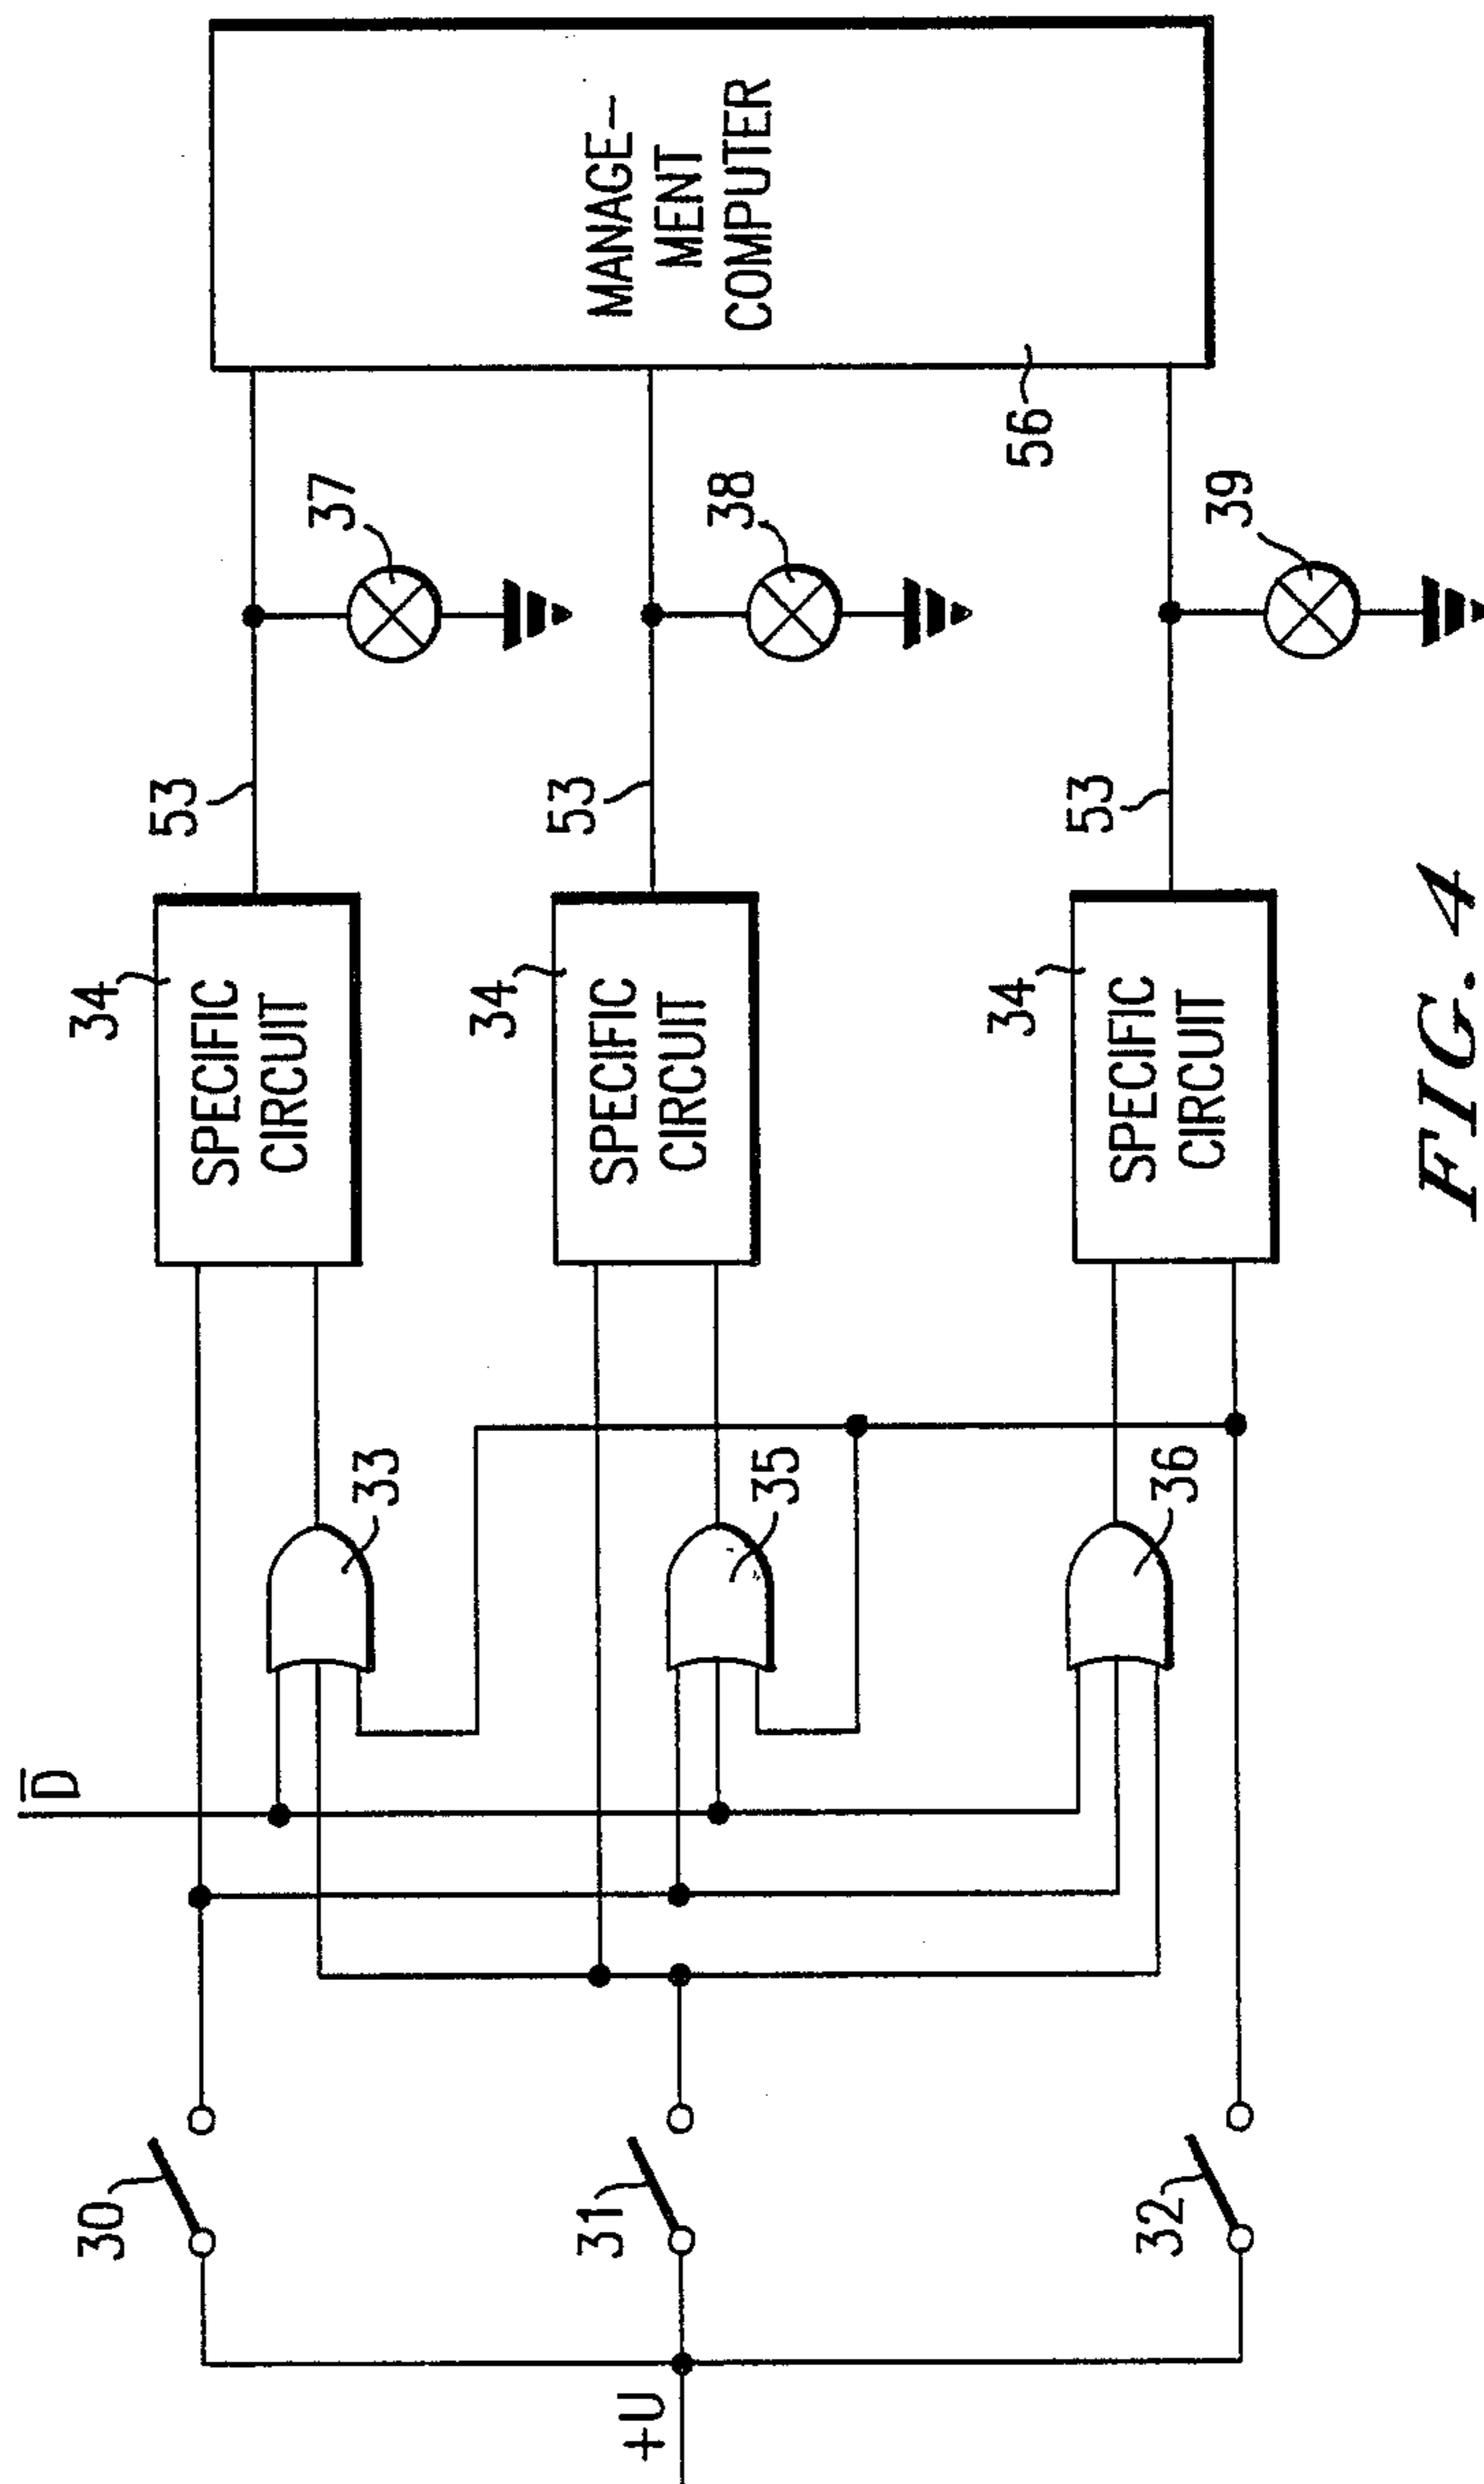 +U
D̅
30
31
32
33
35
36
34
SPECIFIC
CIRCUIT
34
SPECIFIC
CIRCUIT
34
SPECIFIC
CIRCUIT
53
53
53
37
38
39
56
MANAGE-
MENT
COMPUTER
FIG. 4